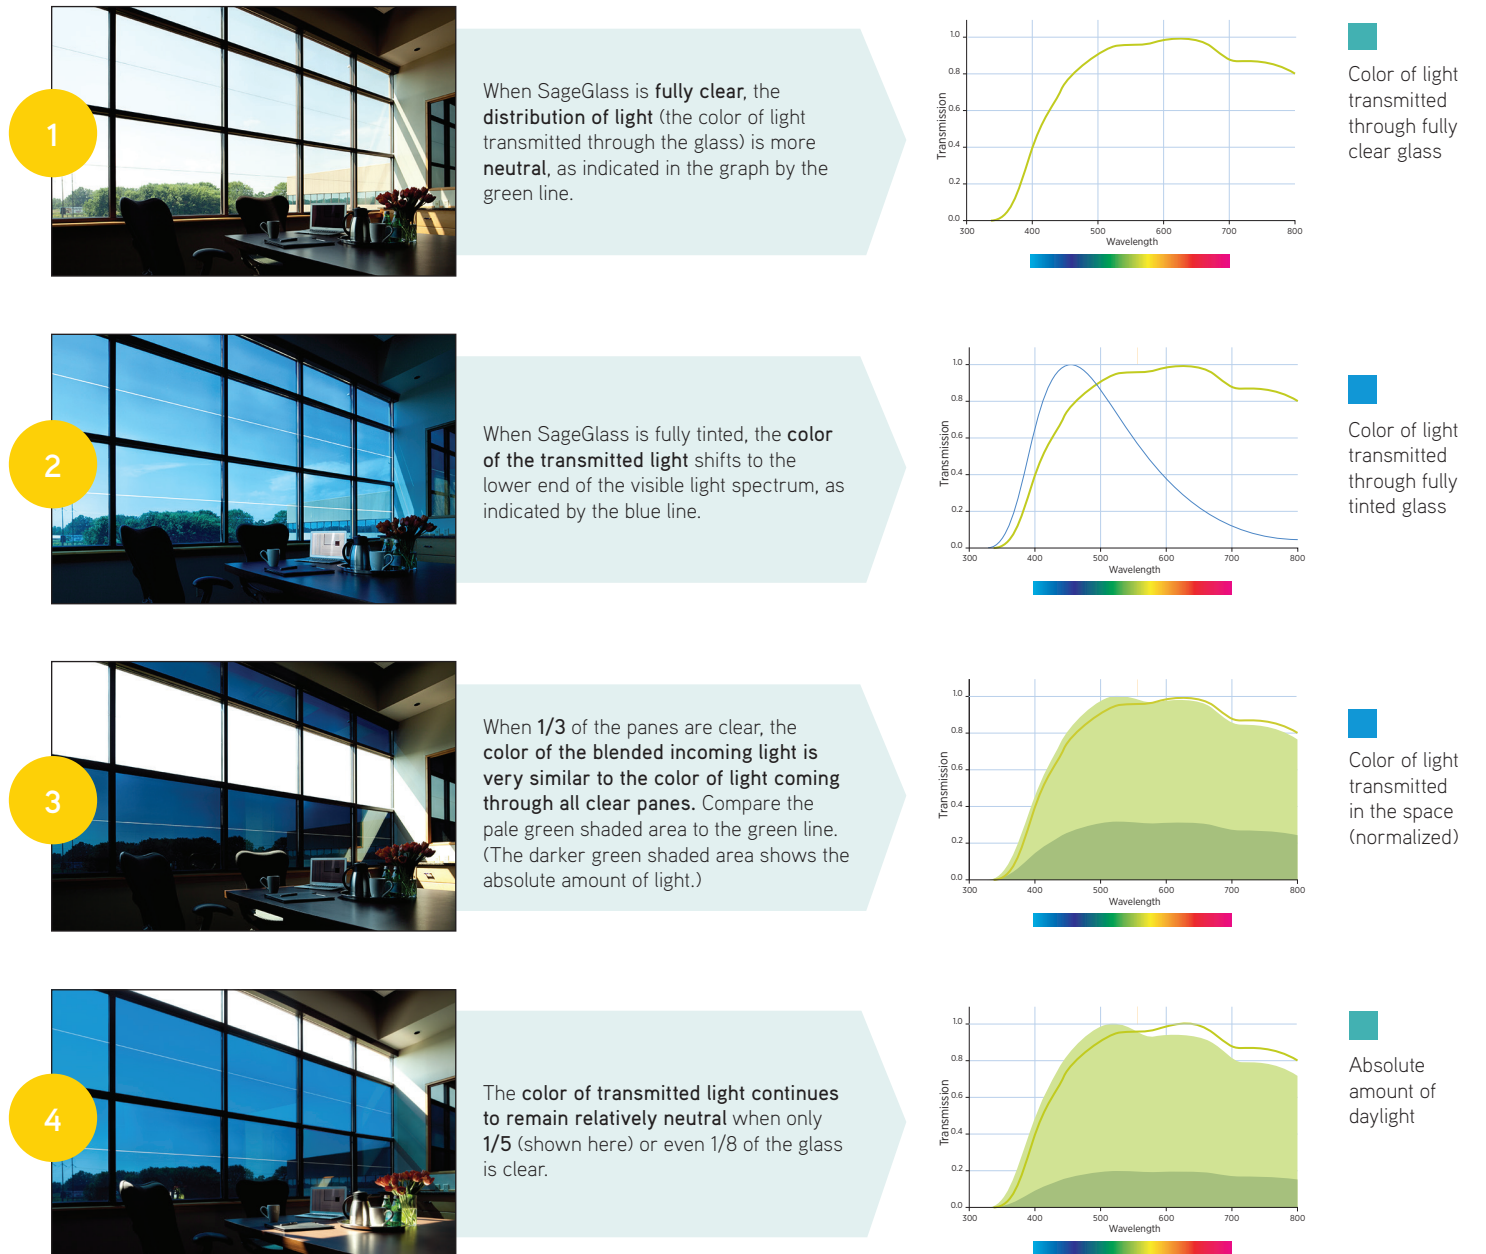 1
When SageGlass is fully clear, the
distribution of light (the color of light
transmitted through the glass) is more
neutral, as indicated in the graph by the
green line.
1.0
0.8
0.6
0.4
0.2
0.0
Transmission
300 400 500 600 700 800
Wavelength
Color of light
transmitted
through fully
clear glass
2
When SageGlass is fully tinted, the color
of the transmitted light shifts to the
lower end of the visible light spectrum, as
indicated by the blue line.
1.0
0.8
0.6
0.4
0.2
0.0
Transmission
300 400 500 600 700 800
Wavelength
Color of light
transmitted
through fully
tinted glass
3
When 1/3 of the panes are clear, the
color of the blended incoming light is
very similar to the color of light coming
through all clear panes. Compare the
pale green shaded area to the green line.
(The darker green shaded area shows the
absolute amount of light.)
1.0
0.8
0.6
0.4
0.2
0.0
Transmission
300 400 500 600 700 800
Wavelength
Color of light
transmitted
in the space
(normalized)
4
The color of transmitted light continues
to remain relatively neutral when only
1/5 (shown here) or even 1/8 of the glass
is clear.
1.0
0.8
0.6
0.4
0.2
0.0
Transmission
300 400 500 600 700 800
Wavelength
Absolute
amount of
daylight